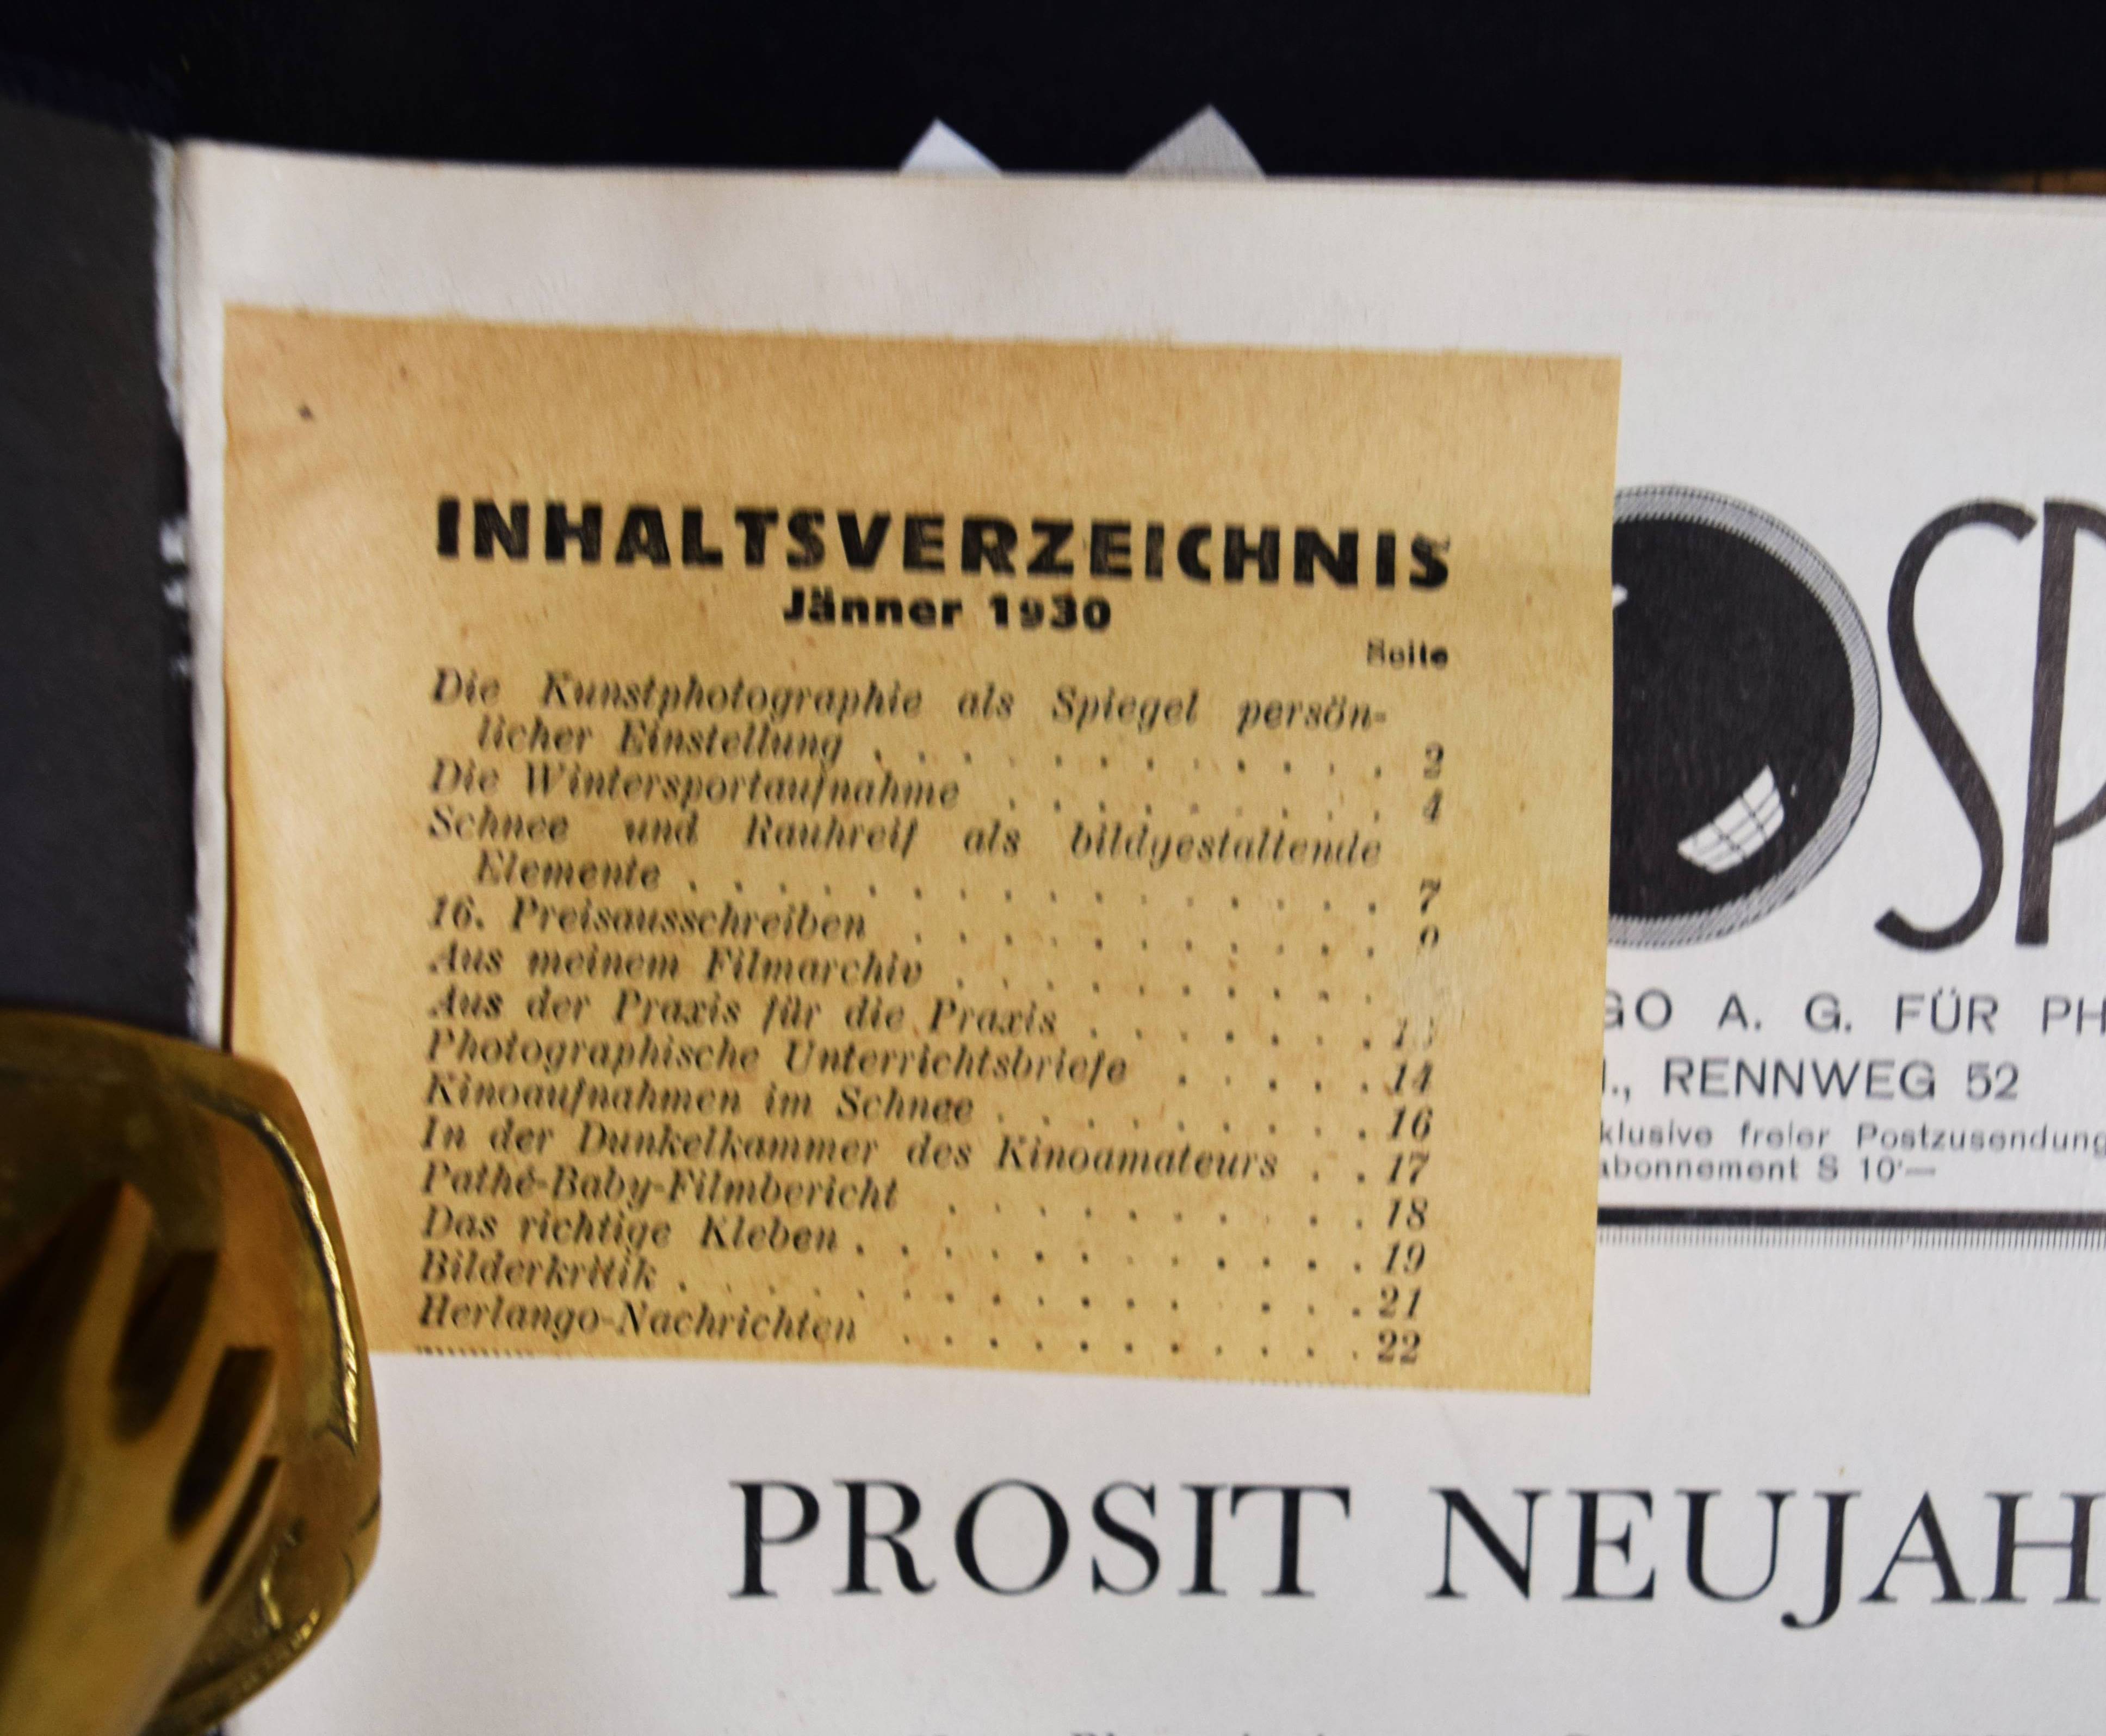 INHALTSVERZEICHNIS
Jänner 1930
Seite
Die Kunstphotographie als Spiegel persön-
licher Einstellung . . . . . . . . . . . . 2
Die Wintersportaufnahme . . . . . . . . . 4
Schnee und Rauhreif als bildgestaltende
Elemente . . . . . . . . . . . . . . . . 7
16. Preisausschreiben . . . . . . . . . . .
Aus meinem Filmarchiv . . . . . . . . . .
Aus der Praxis für die Praxis . . . . . . .
Photographische Unterrichtsbriefe . . . . . 14
Kinoaufnahmen im Schnee . . . . . . . . . 16
In der Dunkelkammer des Kinoamateurs . . 17
Pathé-Baby-Filmbericht . . . . . . . . . . 18
Das richtige Kleben . . . . . . . . . . . . 19
Bilderkritik . . . . . . . . . . . . . . . . 21
Herlango-Nachrichten . . . . . . . . . . . 22
OSP
GO A. G. FÜR PH
., RENNWEG 52
klusive freier Postzusendung
abonnement S 10'—
PROSIT NEUJAH